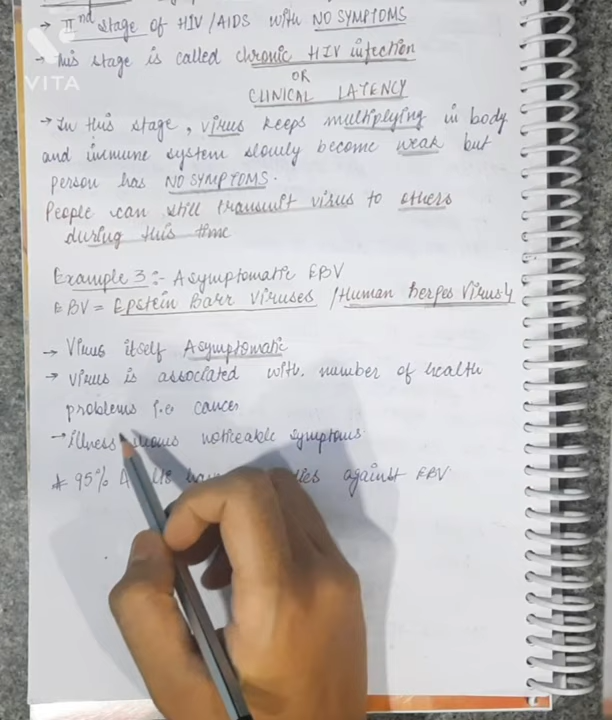 → IInd stage of HIV/AIDS with NO SYMPTOMS
→ This stage is called chronic HIV infection
OR
CLINICAL LATENCY
→ In this stage, virus keeps multiplying in body
and immune system slowly become weak but
person has NO SYMPTOMS.
People can still transmit virus to others
during this time
Example 3:- Asymptomatic EBV
EBV = Epstein Barr Viruses / Human herpes virus 4
→ Virus itself Asymptomatic
→ Virus is associated with number of health
problems i.e cancer
→ illness shows noticeable symptoms.
* 95% against EBV
VITA